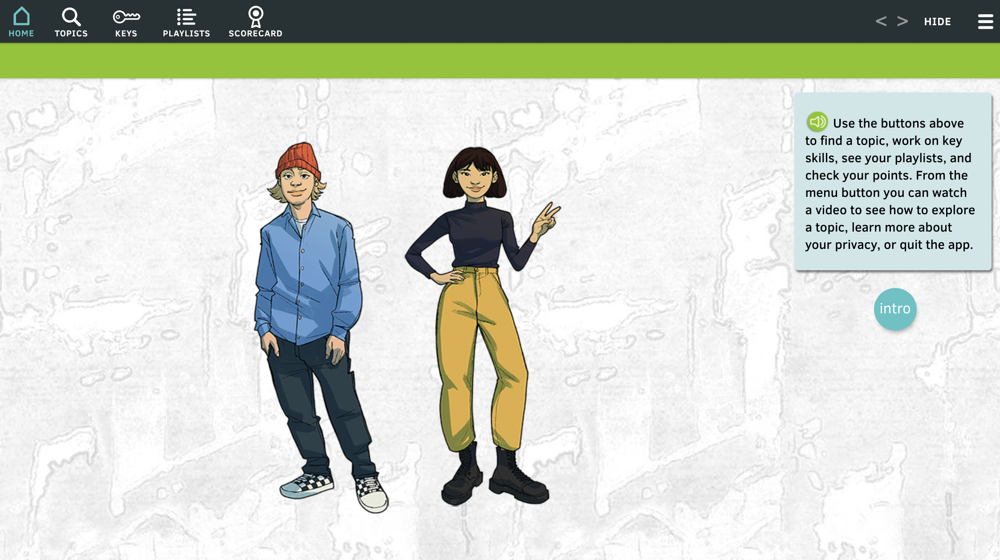 HOME
TOPICS
KEYS
PLAYLISTS
SCORECARD
< >
HIDE
Use the buttons above
to find a topic, work on key
skills, see your playlists, and
check your points. From the
menu button you can watch
a video to see how to explore
a topic, learn more about
your privacy, or quit the app.
intro